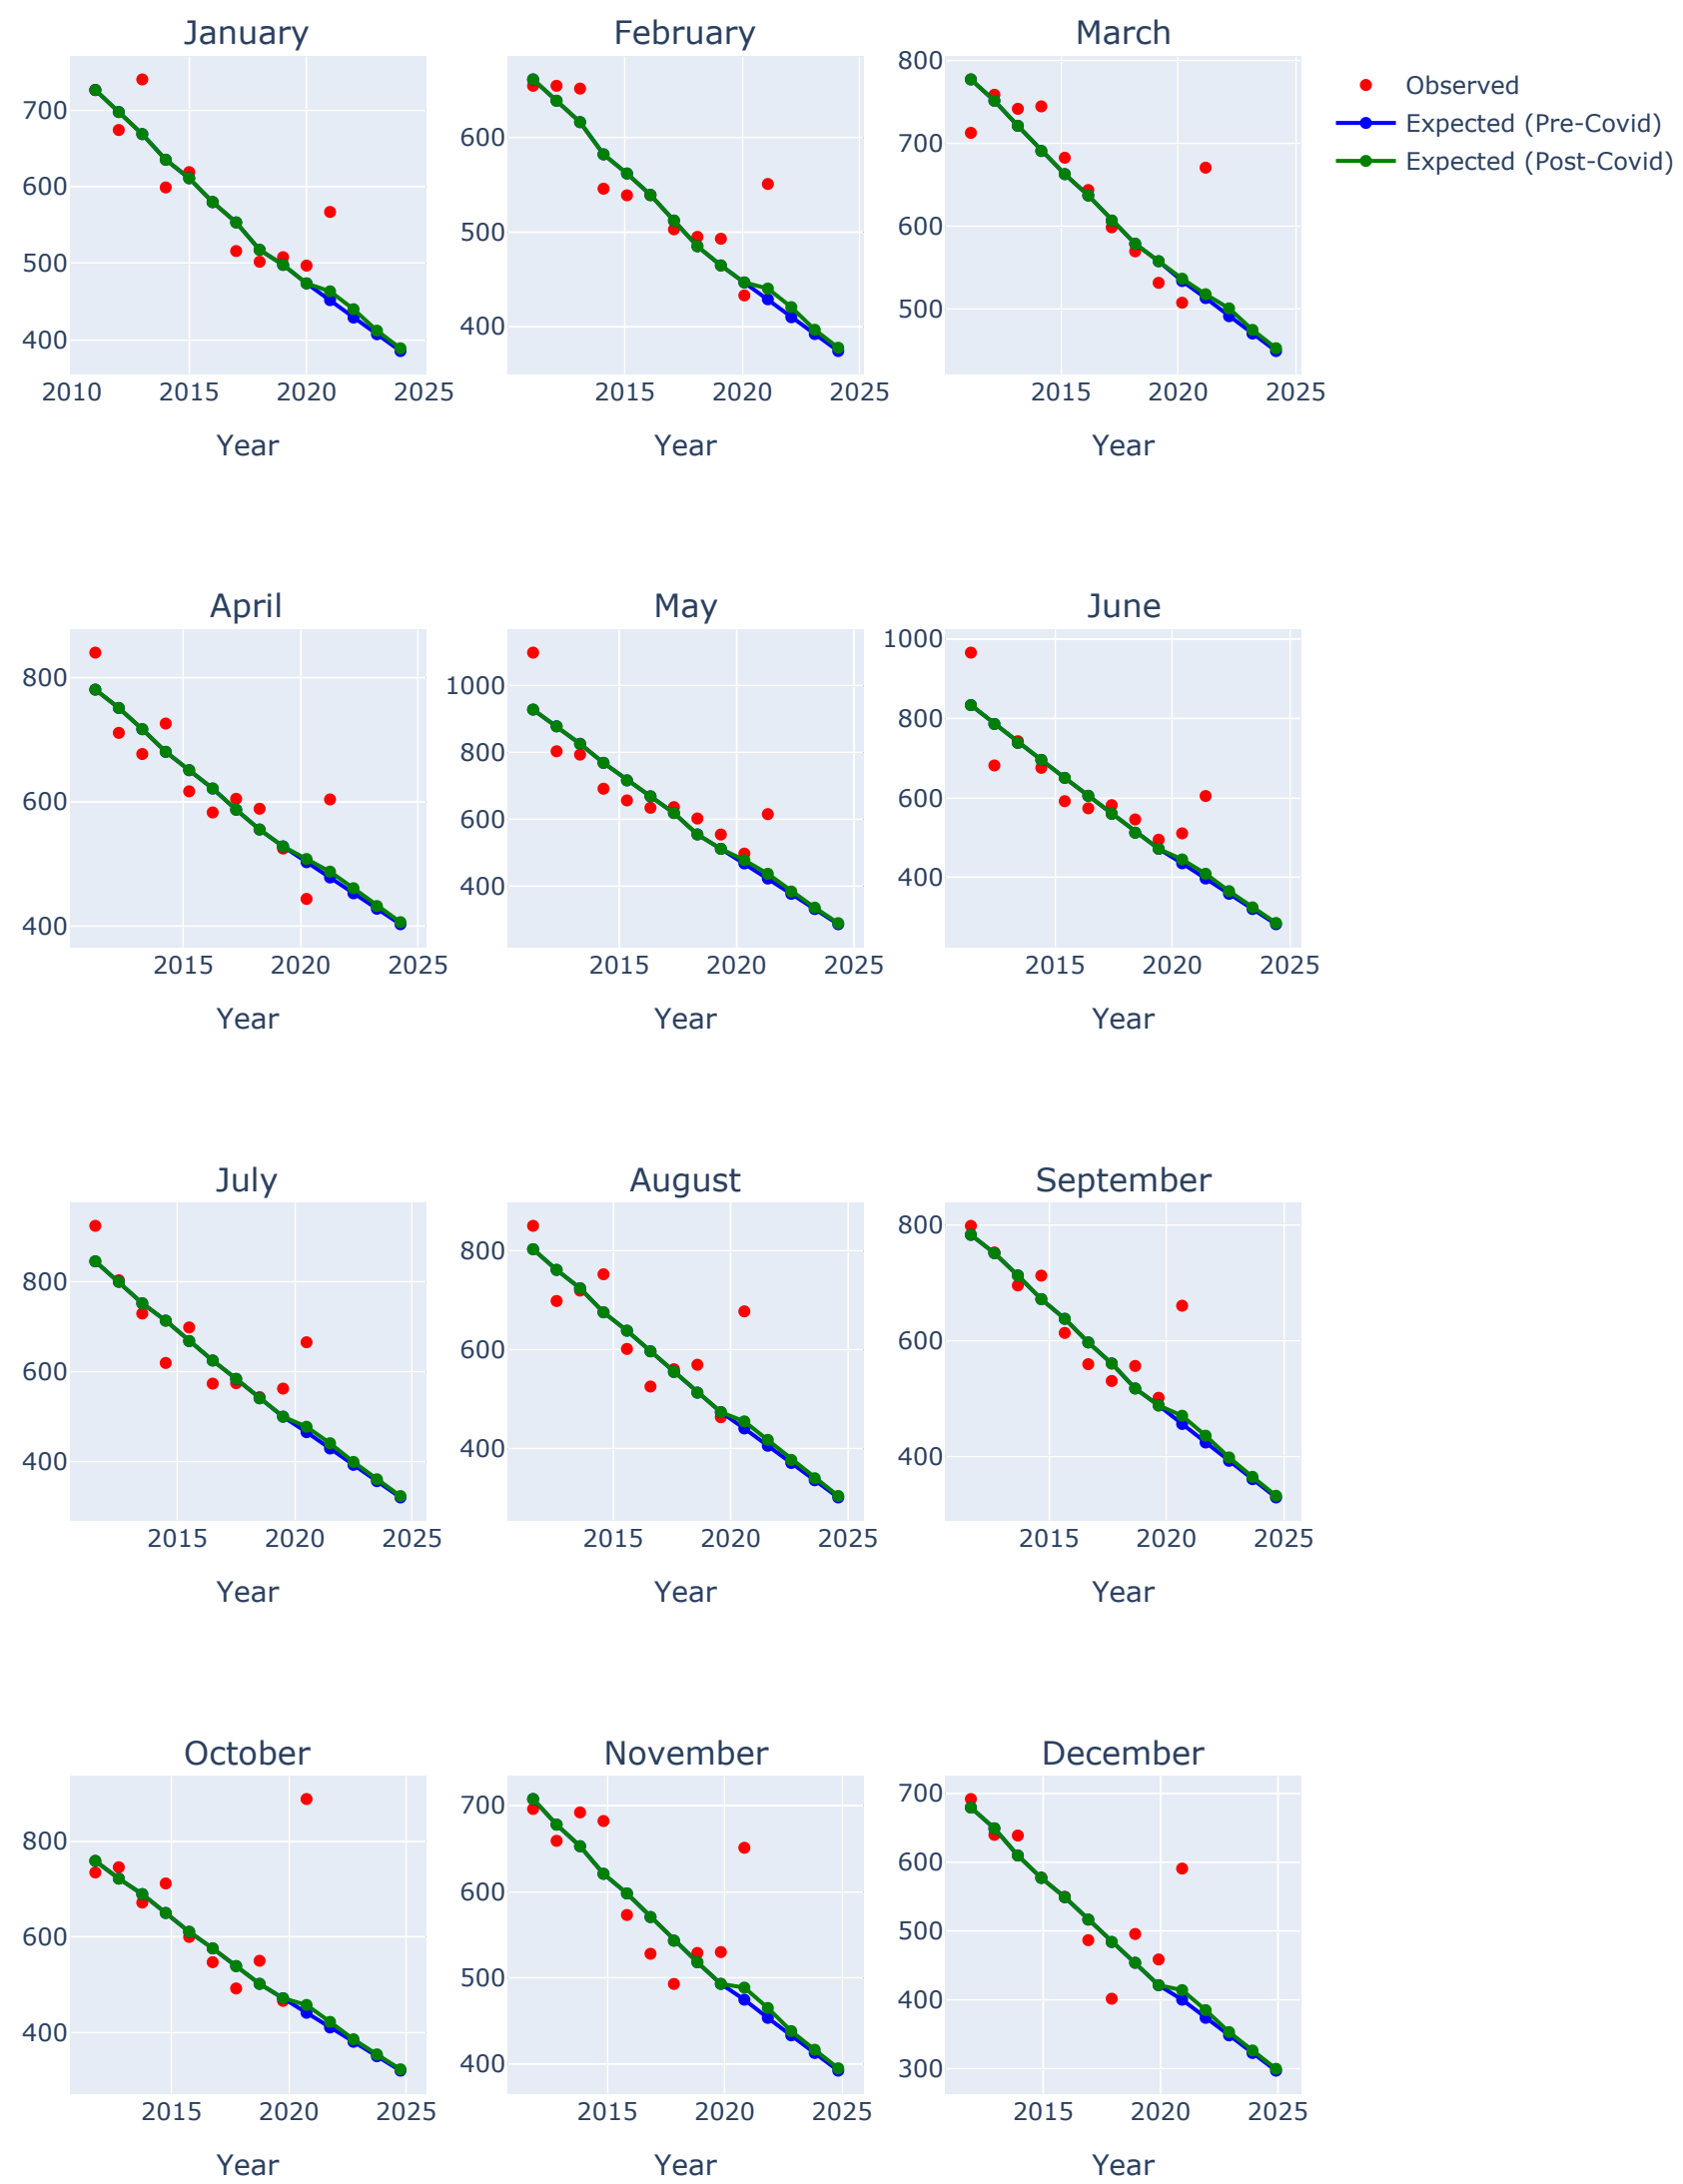 January February March
Observed
Expected (Pre-Covid)
Expected (Post-Covid)
700
600
500
400
2010 2015 2020 2025
Year
600
500
400
2015 2020 2025
Year
800
700
600
500
2015 2020 2025
Year
April May June
800
600
400
2015 2020 2025
Year
1000
800
600
400
2015 2020 2025
Year
1000
800
600
400
2015 2020 2025
Year
July August September
800
600
400
2015 2020 2025
Year
800
600
400
2015 2020 2025
Year
800
600
400
2015 2020 2025
Year
October November December
800
600
400
2015 2020 2025
Year
700
600
500
400
2015 2020 2025
Year
700
600
500
400
300
2015 2020 2025
Year